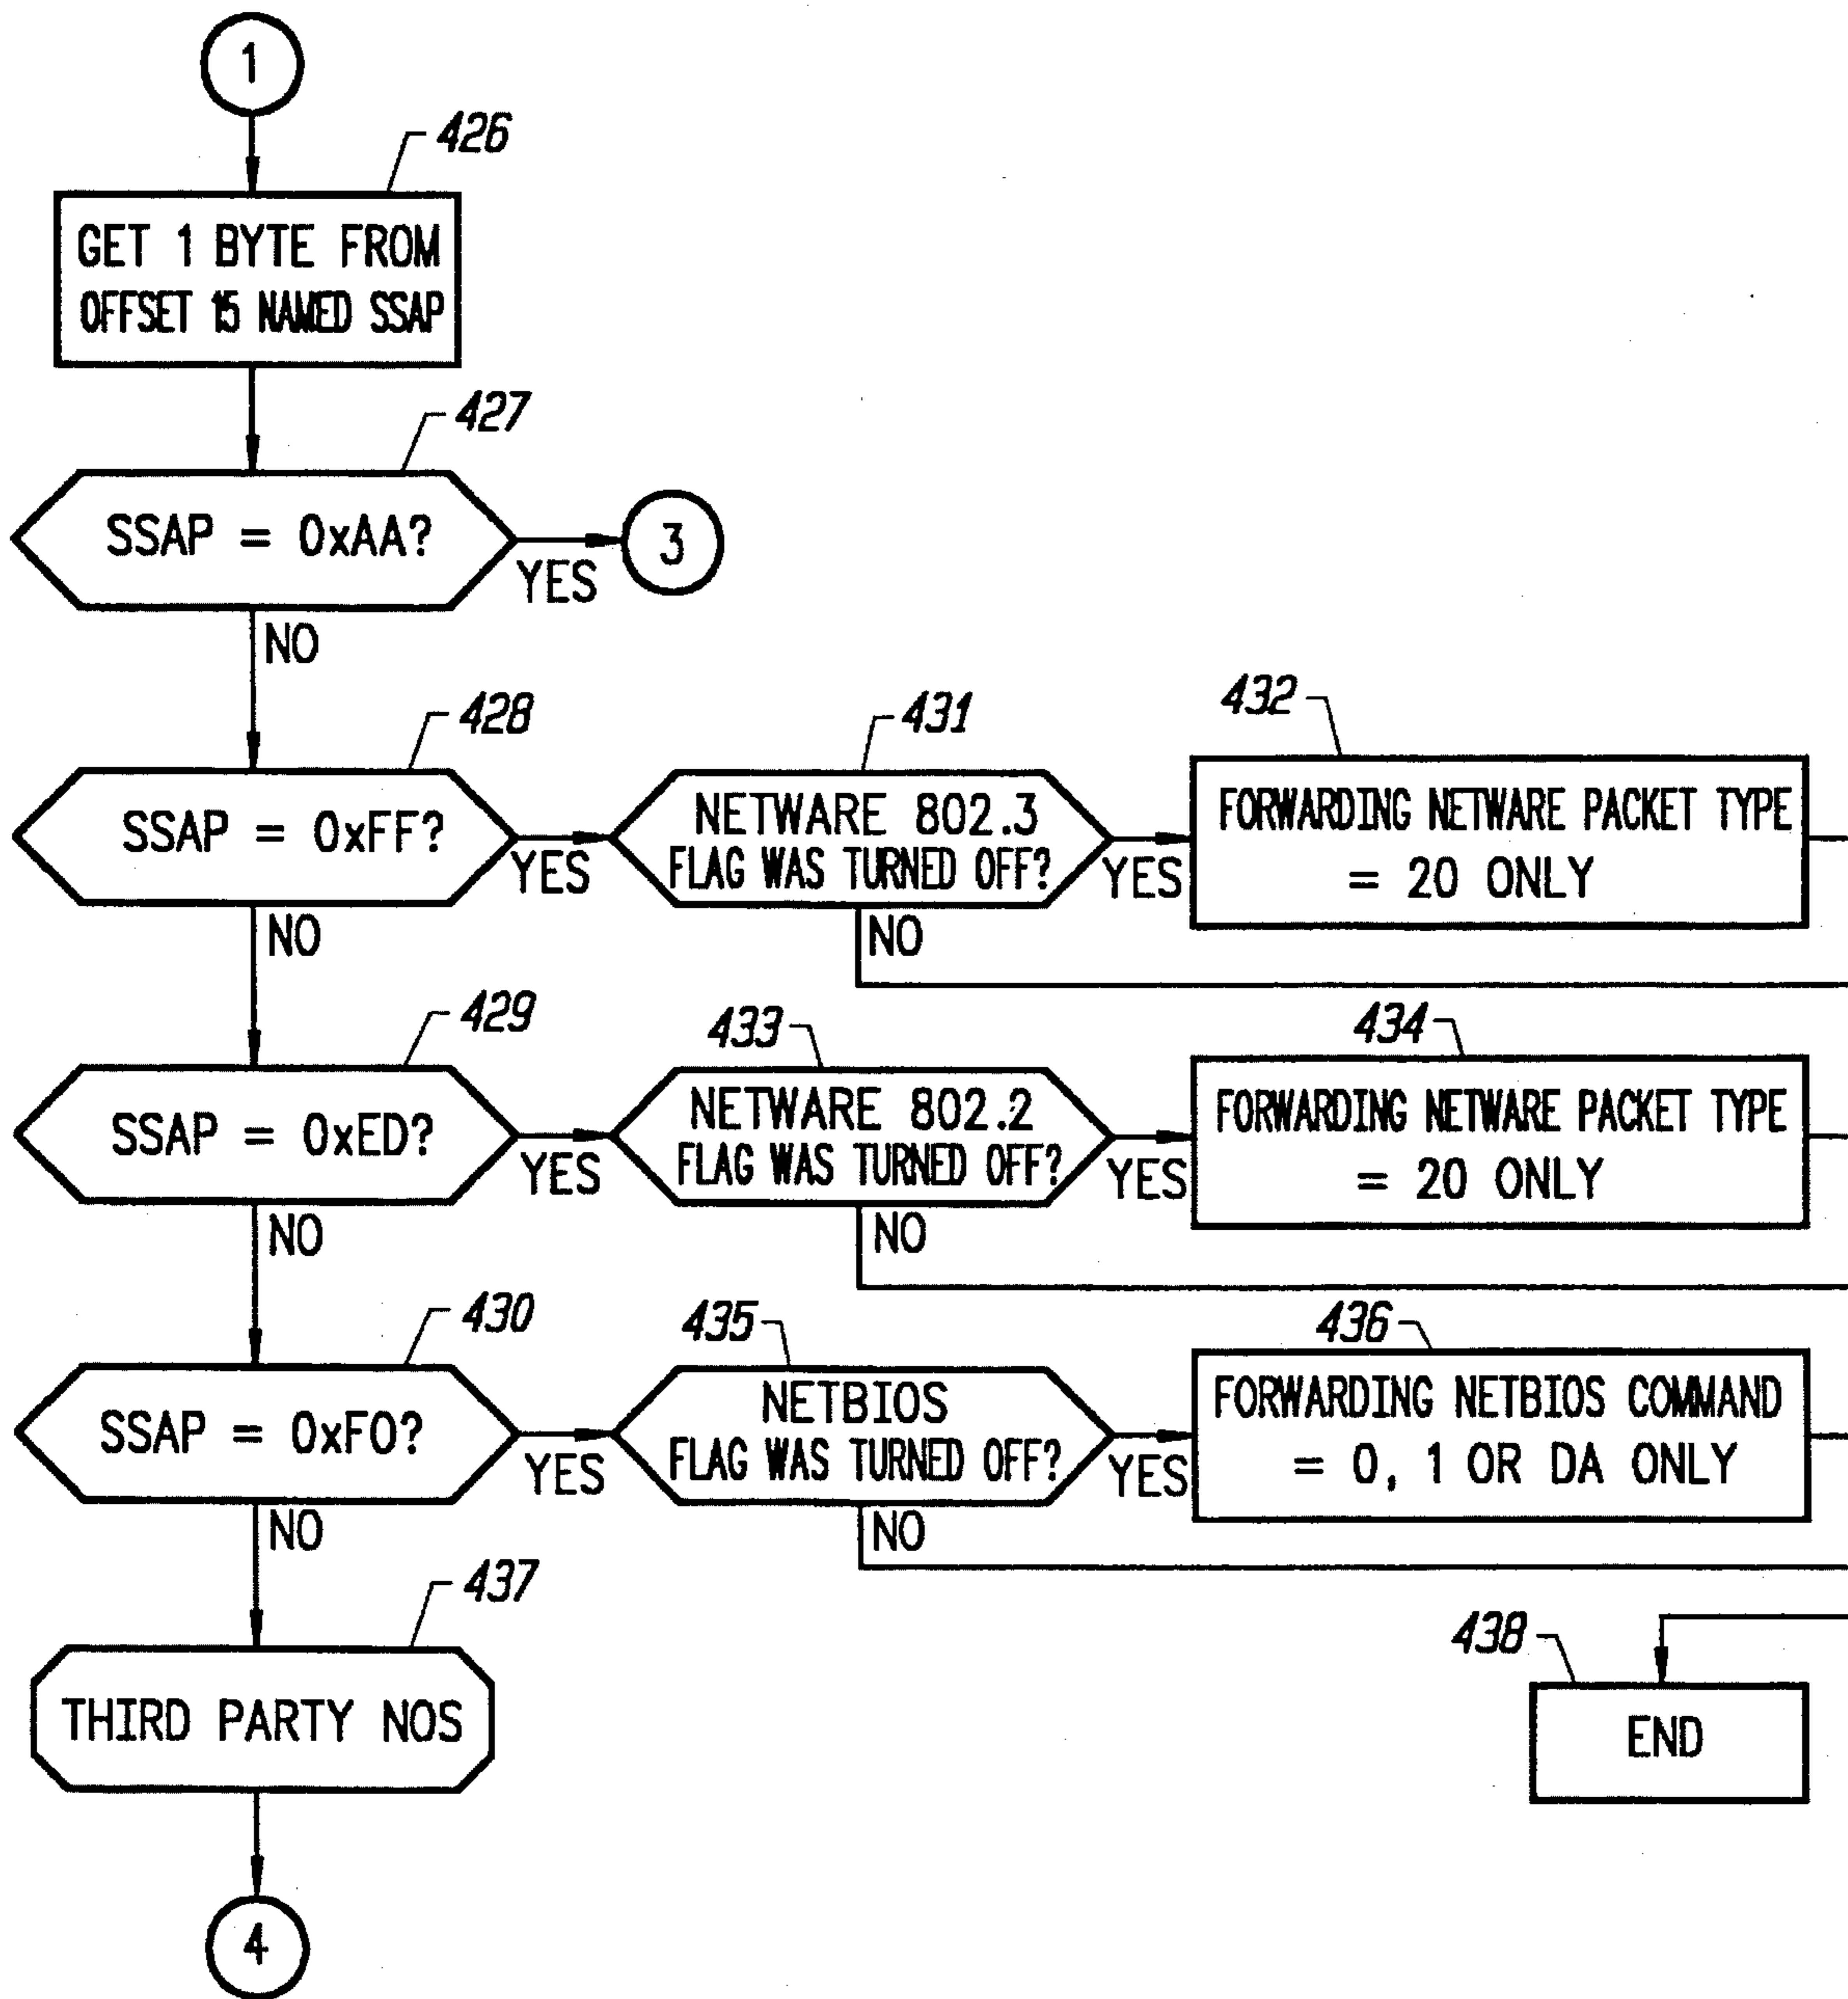 1
426
GET 1 BYTE FROM
OFFSET 15 NAMED SSAP
427
SSAP = 0xAA?
YES
3
NO
428
SSAP = 0xFF?
YES
431
NETWARE 802.3
FLAG WAS TURNED OFF?
YES
432
FORWARDING NETWARE PACKET TYPE
= 20 ONLY
NO
NO
429
SSAP = 0xED?
YES
433
NETWARE 802.2
FLAG WAS TURNED OFF?
YES
434
FORWARDING NETWARE PACKET TYPE
= 20 ONLY
NO
NO
430
SSAP = 0xF0?
YES
435
NETBIOS
FLAG WAS TURNED OFF?
YES
436
FORWARDING NETBIOS COMMAND
= 0, 1 OR DA ONLY
NO
NO
437
THIRD PARTY NOS
438
END
4